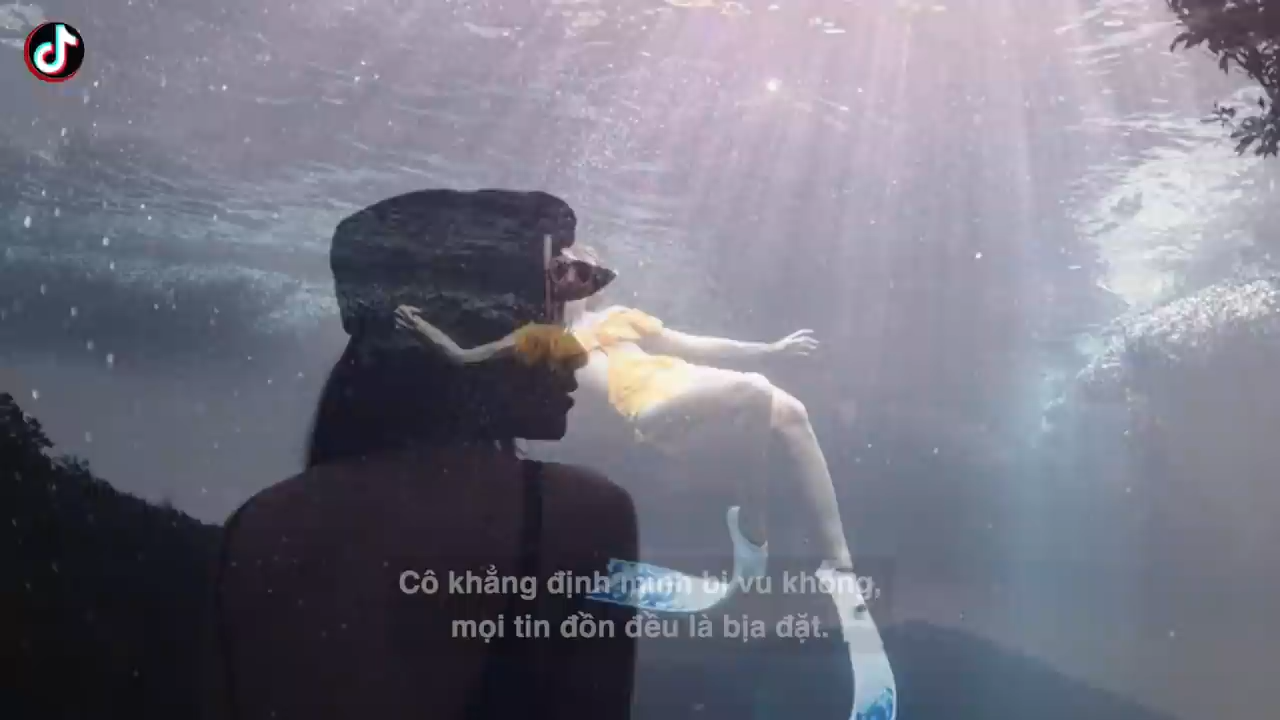 Cô khẳng định mình bị vu khống,
mọi tin đồn đều là bịa đặt.